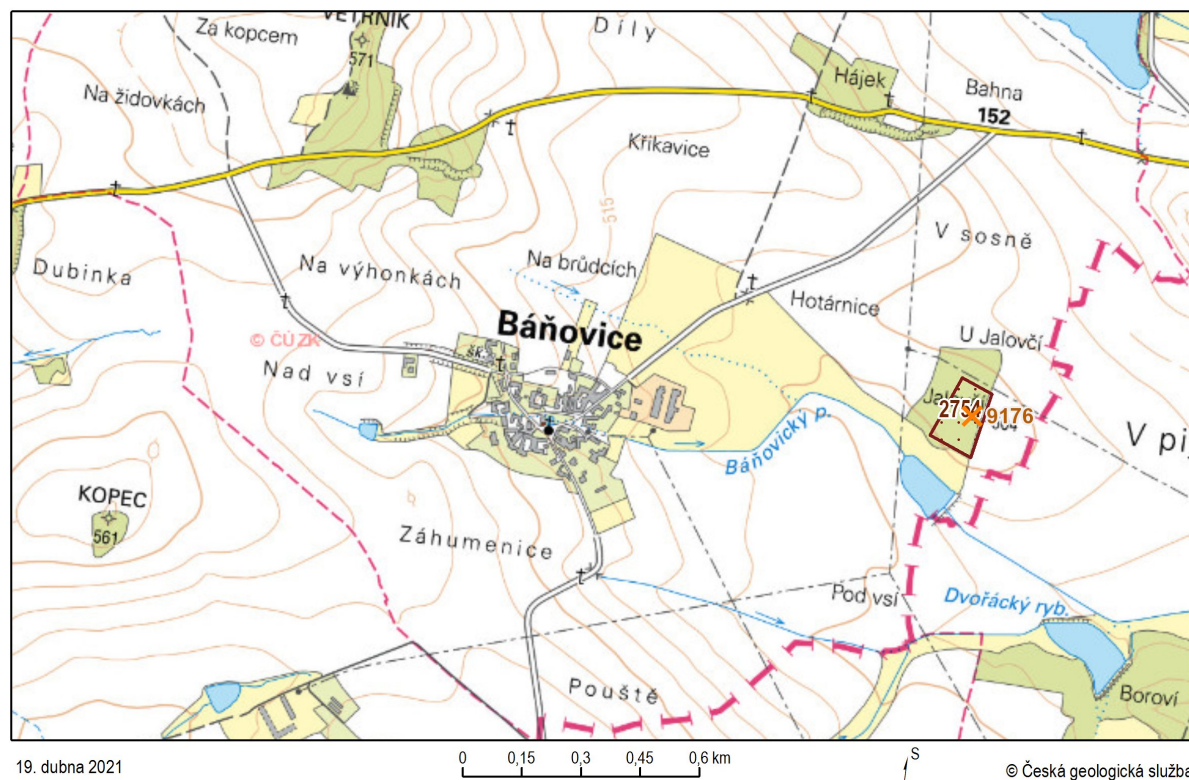 VĚTRNÍK
571
Za kopcem
Díly
Na židovkách
Hájek
Bahna
152
Křikavice
515
V sosně
Dubinka
Na výhonkách
Na brůdcích
Hotárnice
Báňovice
© ČÚZK
šk.
Nad vsí
U Jalovčí
2754
9176
Báňovický p.
KOPEC
561
Záhumenice
Pod vsí
Dvořácký ryb.
Pouště
Boroví
19. dubna 2021
0 0,15 0,3 0,45 0,6 km
S
© Česká geologická služba